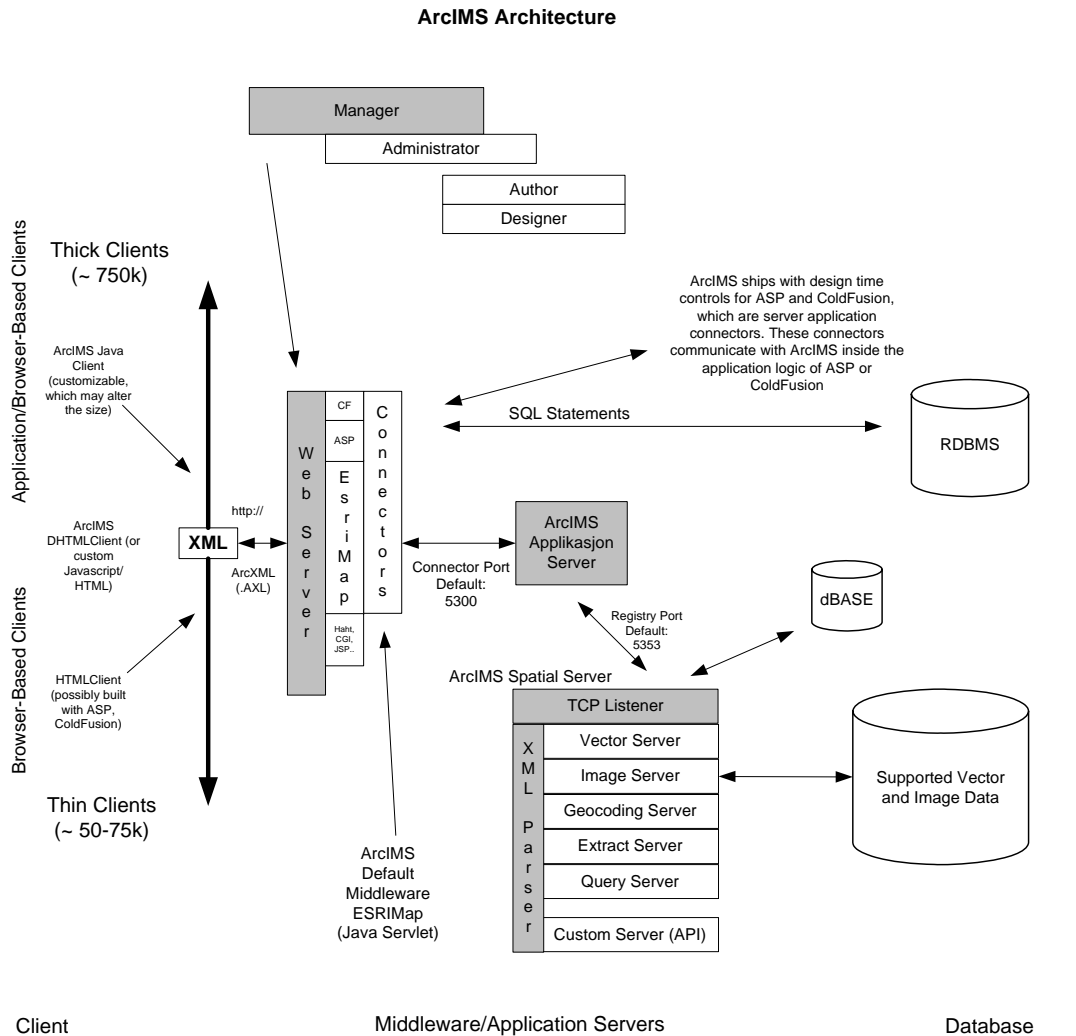 ArcIMS Architecture
Manager
Administrator
Author
Designer
Application/Browser-Based Clients
Thick Clients
(~ 750k)
ArcIMS Java
Client
(customizable,
which may alter
the size)
ArcIMS ships with design time
controls for ASP and ColdFusion,
which are server application
connectors. These connectors
communicate with ArcIMS inside the
application logic of ASP or
ColdFusion
SQL Statements
RDBMS
Web Server
CF
ASP
EsriMap
Haht,
CGI,
JSP..
Connectors
http://
XML
ArcXML
(.AXL)
ArcIMS
DHTMLClient (or
custom
Javascript/
HTML)
Connector Port
Default:
5300
ArcIMS
Applikasjon
Server
dBASE
Registry Port
Default:
5353
Browser-Based Clients
HTMLClient
(possibly built
with ASP,
ColdFusion)
Thin Clients
(~ 50-75k)
ArcIMS Spatial Server
TCP Listener
XML Parser
Vector Server
Image Server
Geocoding Server
Extract Server
Query Server
Custom Server (API)
Supported Vector
and Image Data
ArcIMS
Default
Middleware
ESRIMap
(Java Servlet)
Client
Middleware/Application Servers
Database